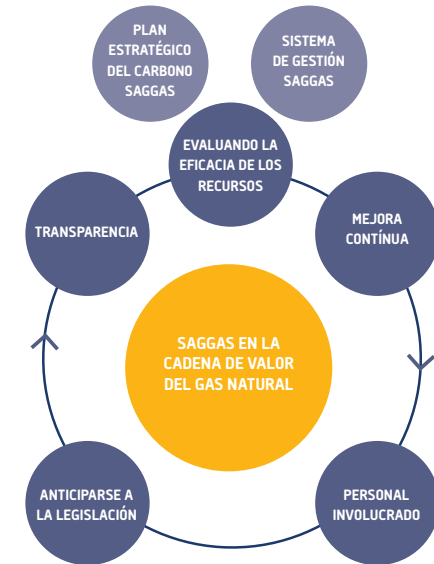 PLAN
ESTRATÉGICO
DEL CARBONO
SAGGAS
SISTEMA
DE GESTIÓN
SAGGAS
EVALUANDO LA
EFICACIA DE LOS
RECURSOS
TRANSPARENCIA
MEJORA
CONTÍNUA
SAGGAS EN LA
CADENA DE VALOR
DEL GAS NATURAL
ANTICIPARSE A
LA LEGISLACIÓN
PERSONAL
INVOLUCRADO